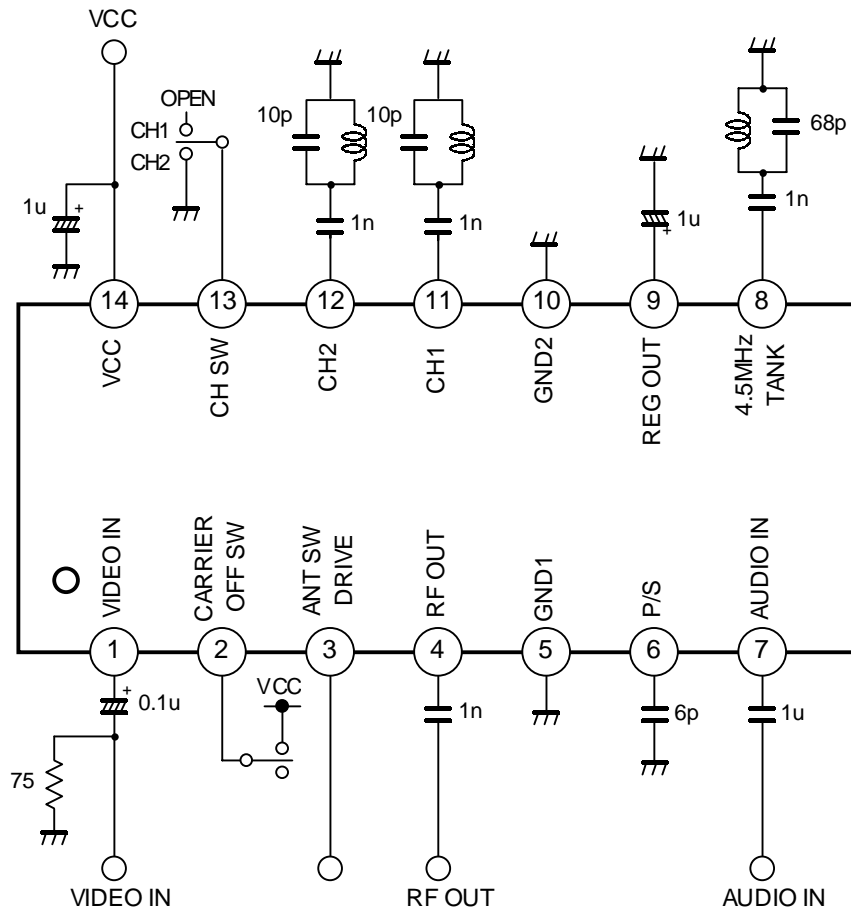 VCC
OPEN
CH1
CH2
10p
10p
68p
1u
+
1n
1n
1u
+
1n
14
13
12
11
10
9
8
VCC
CH SW
CH2
CH1
GND2
REG OUT
4.5MHz
TANK
VIDEO IN
CARRIER
OFF SW
ANT SW
DRIVE
RF OUT
GND1
P/S
AUDIO IN
1
2
3
4
5
6
7
+
0.1u
VCC
1n
6p
1u
75
VIDEO IN
RF OUT
AUDIO IN